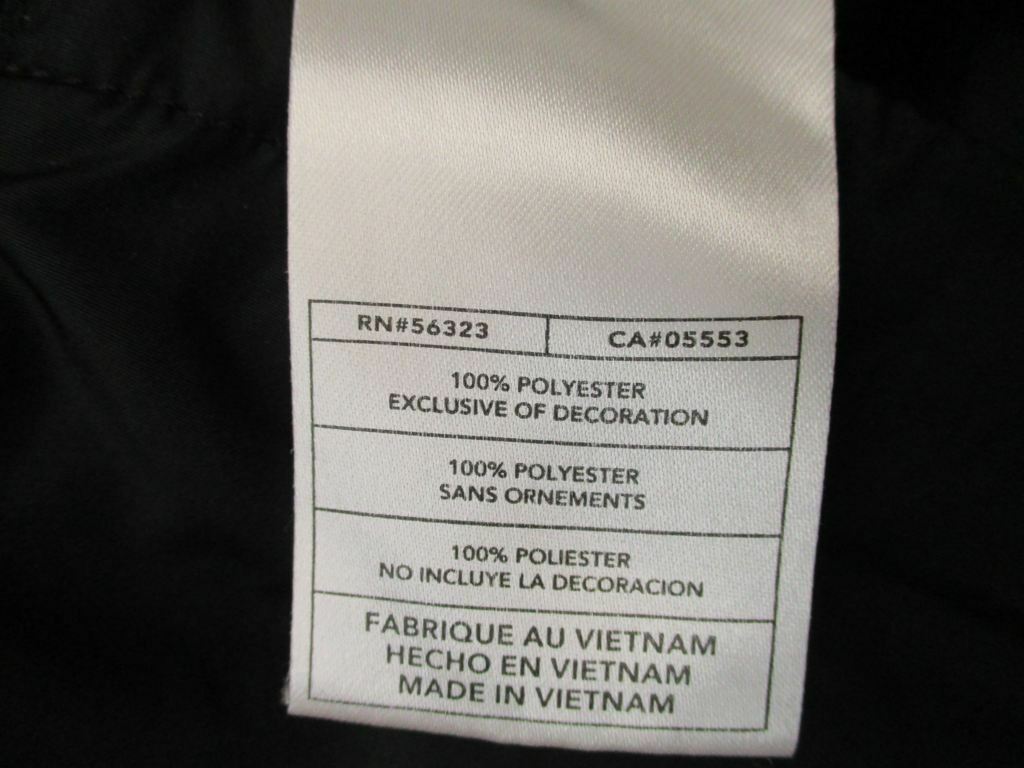 RN#56323 CA#05553
100% POLYESTER
EXCLUSIVE OF DECORATION
100% POLYESTER
SANS ORNEMENTS
100% POLIESTER
NO INCLUYE LA DECORACION
FABRIQUE AU VIETNAM
HECHO EN VIETNAM
MADE IN VIETNAM